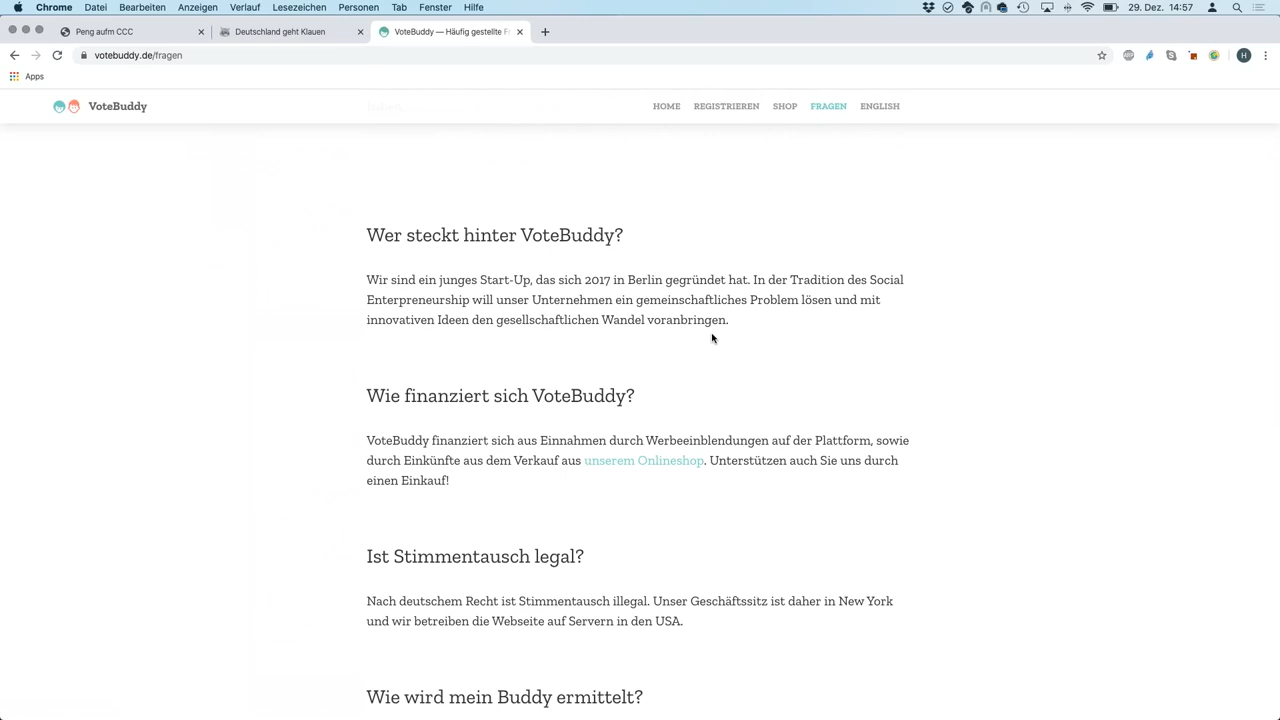 Chrome Datei Bearbeiten Anzeigen Verlauf Lesezeichen Personen Tab Fenster Hilfe 29. Dez. 14:57
Peng aufm CCC Deutschland geht Klauen VoteBuddy — Häufig gestellte F
votebuddy.de/fragen H
Apps
VoteBuddy HOME REGISTRIEREN SHOP FRAGEN ENGLISH
Wer steckt hinter VoteBuddy?
Wir sind ein junges Start-Up, das sich 2017 in Berlin gegründet hat. In der Tradition des Social
Enterpreneurship will unser Unternehmen ein gemeinschaftliches Problem lösen und mit
innovativen Ideen den gesellschaftlichen Wandel voranbringen.
Wie finanziert sich VoteBuddy?
VoteBuddy finanziert sich aus Einnahmen durch Werbeeinblendungen auf der Plattform, sowie
durch Einkünfte aus dem Verkauf aus unserem Onlineshop. Unterstützen auch Sie uns durch
einen Einkauf!
Ist Stimmentausch legal?
Nach deutschem Recht ist Stimmentausch illegal. Unser Geschäftssitz ist daher in New York
und wir betreiben die Webseite auf Servern in den USA.
Wie wird mein Buddy ermittelt?